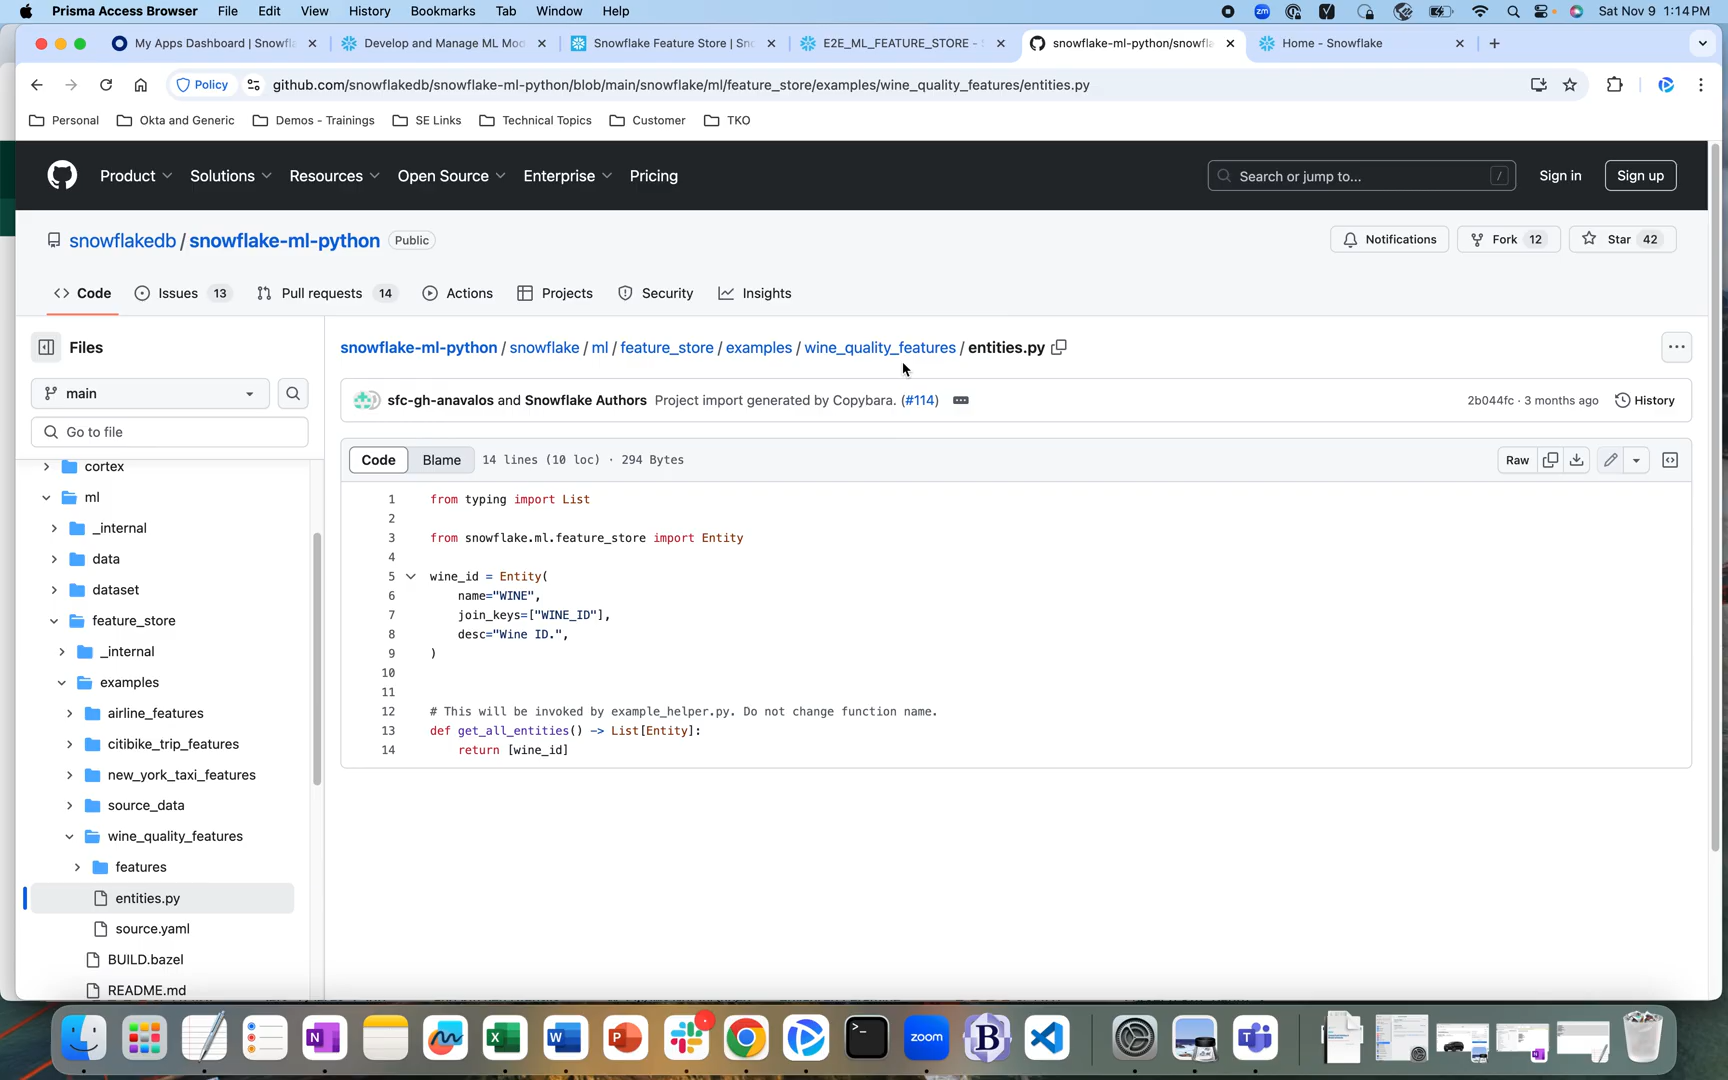 Prisma Access Browser File Edit View History Bookmarks Tab Window Help
zm Sat Nov 9 1:14 PM
My Apps Dashboard | Snowfl
Develop and Manage ML Mod
Snowflake Feature Store | Sn
E2E_ML_FEATURE_STORE -
snowflake-ml-python/snowfl
Home - Snowflake
Policy github.com/snowflakedb/snowflake-ml-python/blob/main/snowflake/ml/feature_store/examples/wine_quality_features/entities.py
Personal Okta and Generic Demos - Trainings SE Links Technical Topics Customer TKO
Product Solutions Resources Open Source Enterprise Pricing
Search or jump to... / Sign in Sign up
snowflakedb / snowflake-ml-python Public
Notifications Fork 12 Star 42
Code Issues 13 Pull requests 14 Actions Projects Security Insights
Files
main
Go to file
cortex
ml
_internal
data
dataset
feature_store
_internal
examples
airline_features
citibike_trip_features
new_york_taxi_features
source_data
wine_quality_features
features
entities.py
source.yaml
BUILD.bazel
README.md
snowflake-ml-python / snowflake / ml / feature_store / examples / wine_quality_features / entities.py
sfc-gh-anavalos and Snowflake Authors Project import generated by Copybara. (#114)
2b044fc · 3 months ago History
Code Blame 14 lines (10 loc) · 294 Bytes
Raw
1 from typing import List
2
3 from snowflake.ml.feature_store import Entity
4
5 wine_id = Entity(
6 name="WINE",
7 join_keys=["WINE_ID"],
8 desc="Wine ID.",
9 )
10
11
12 # This will be invoked by example_helper.py. Do not change function name.
13 def get_all_entities() -> List[Entity]:
14 return [wine_id]
zoom